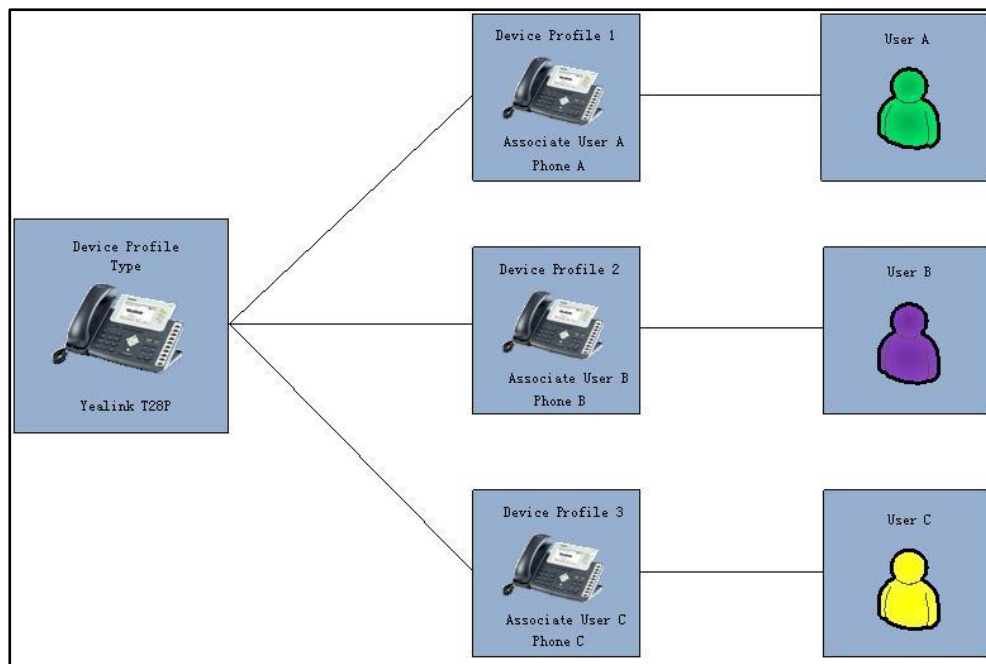 Device Profile 1
Associate User A
Phone A
User A
Device Profile
Type
Yealink T28P
Device Profile 2
Associate User B
Phone B
User B
Device Profile 3
Associate User C
Phone C
User C